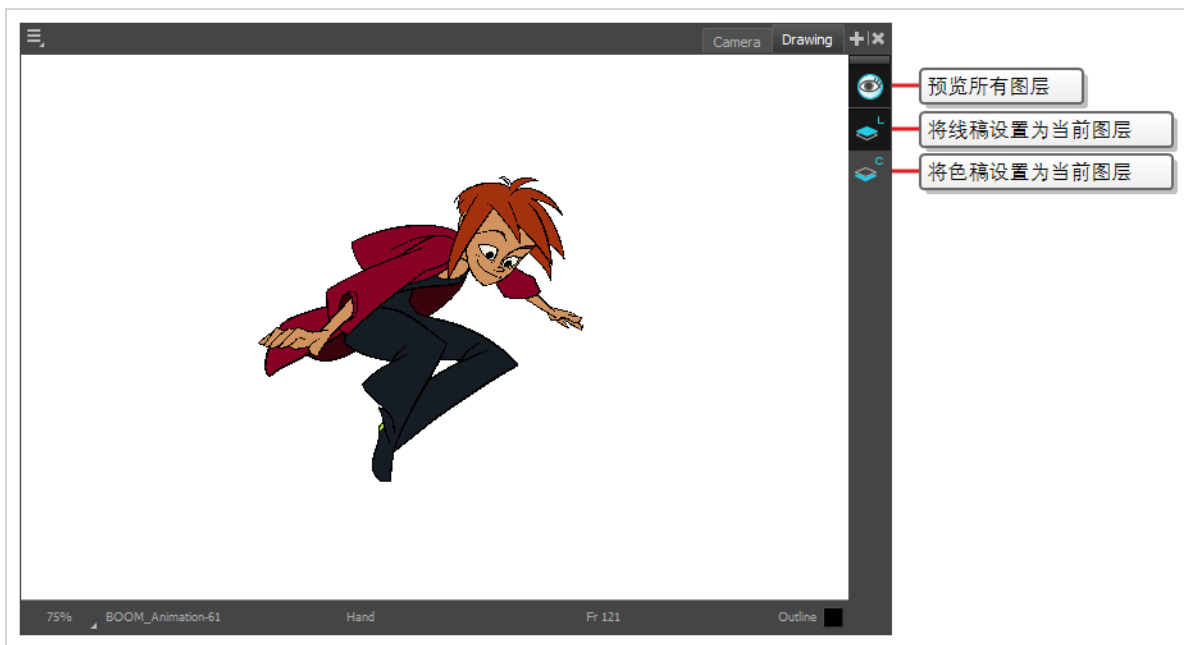 Camera Drawing
预览所有图层
L
将线稿设置为当前图层
C
将色稿设置为当前图层
75% BOOM_Animation-61 Hand Fr 121 Outline